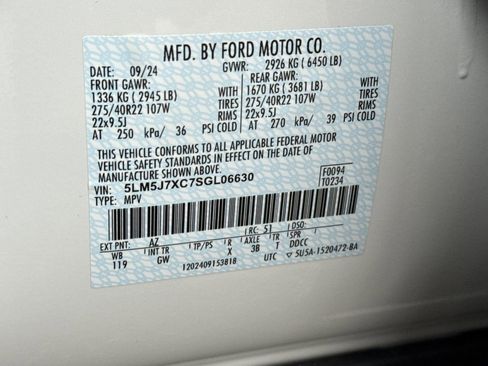 MFD. BY FORD MOTOR CO.
DATE: 09/24 GVWR: 2926 KG ( 6450 LB)
FRONT GAWR: REAR GAWR:
1336 KG ( 2945 LB) WITH 1670 KG ( 3681 LB) WITH
275/40R22 107W TIRES 275/40R22 107W TIRES
22x9.5J RIMS 22x9.5J RIMS
AT 250 kPa/ 36 PSI COLD AT 270 kPa/ 39 PSI COLD
THIS VEHICLE CONFORMS TO ALL APPLICABLE FEDERAL MOTOR
VEHICLE SAFETY STANDARDS IN EFFECT ON THE DATE OF
MANUFACTURE SHOWN ABOVE.
VIN: 5LM5J7XC7SGL06630 F0094
TYPE: MPV T0234
EXT PNT: AZ RC: 51 DSO:
WB INT TR TP/PS R AXLE T DDCC
119 GW X 3B T
1202409153818 UTC 5U5A-1520472-BA